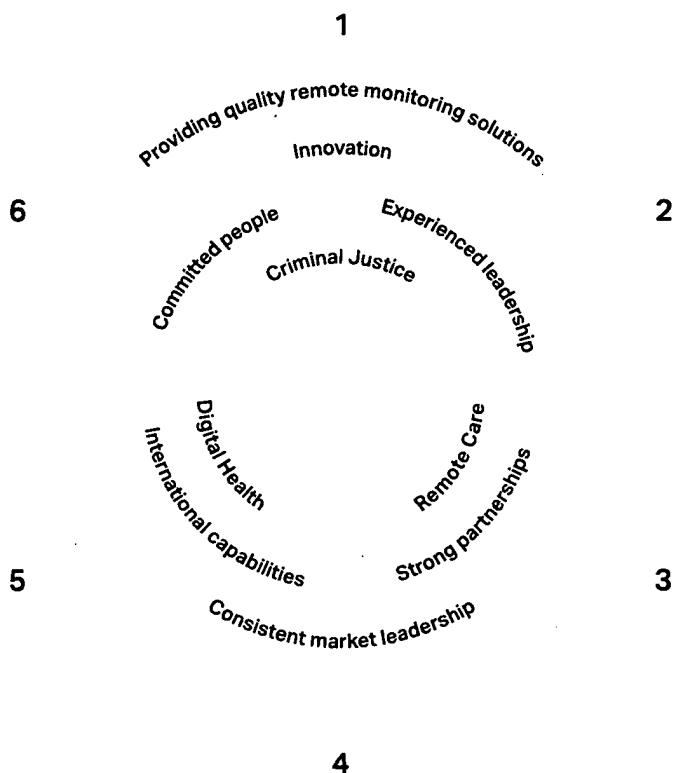 1
Providing quality remote monitoring solutions
Innovation
6
2
Committed people
Experienced leadership
Criminal Justice
Digital Health
Remote Care
International capabilities
Strong partnerships
5
3
Consistent market leadership
4